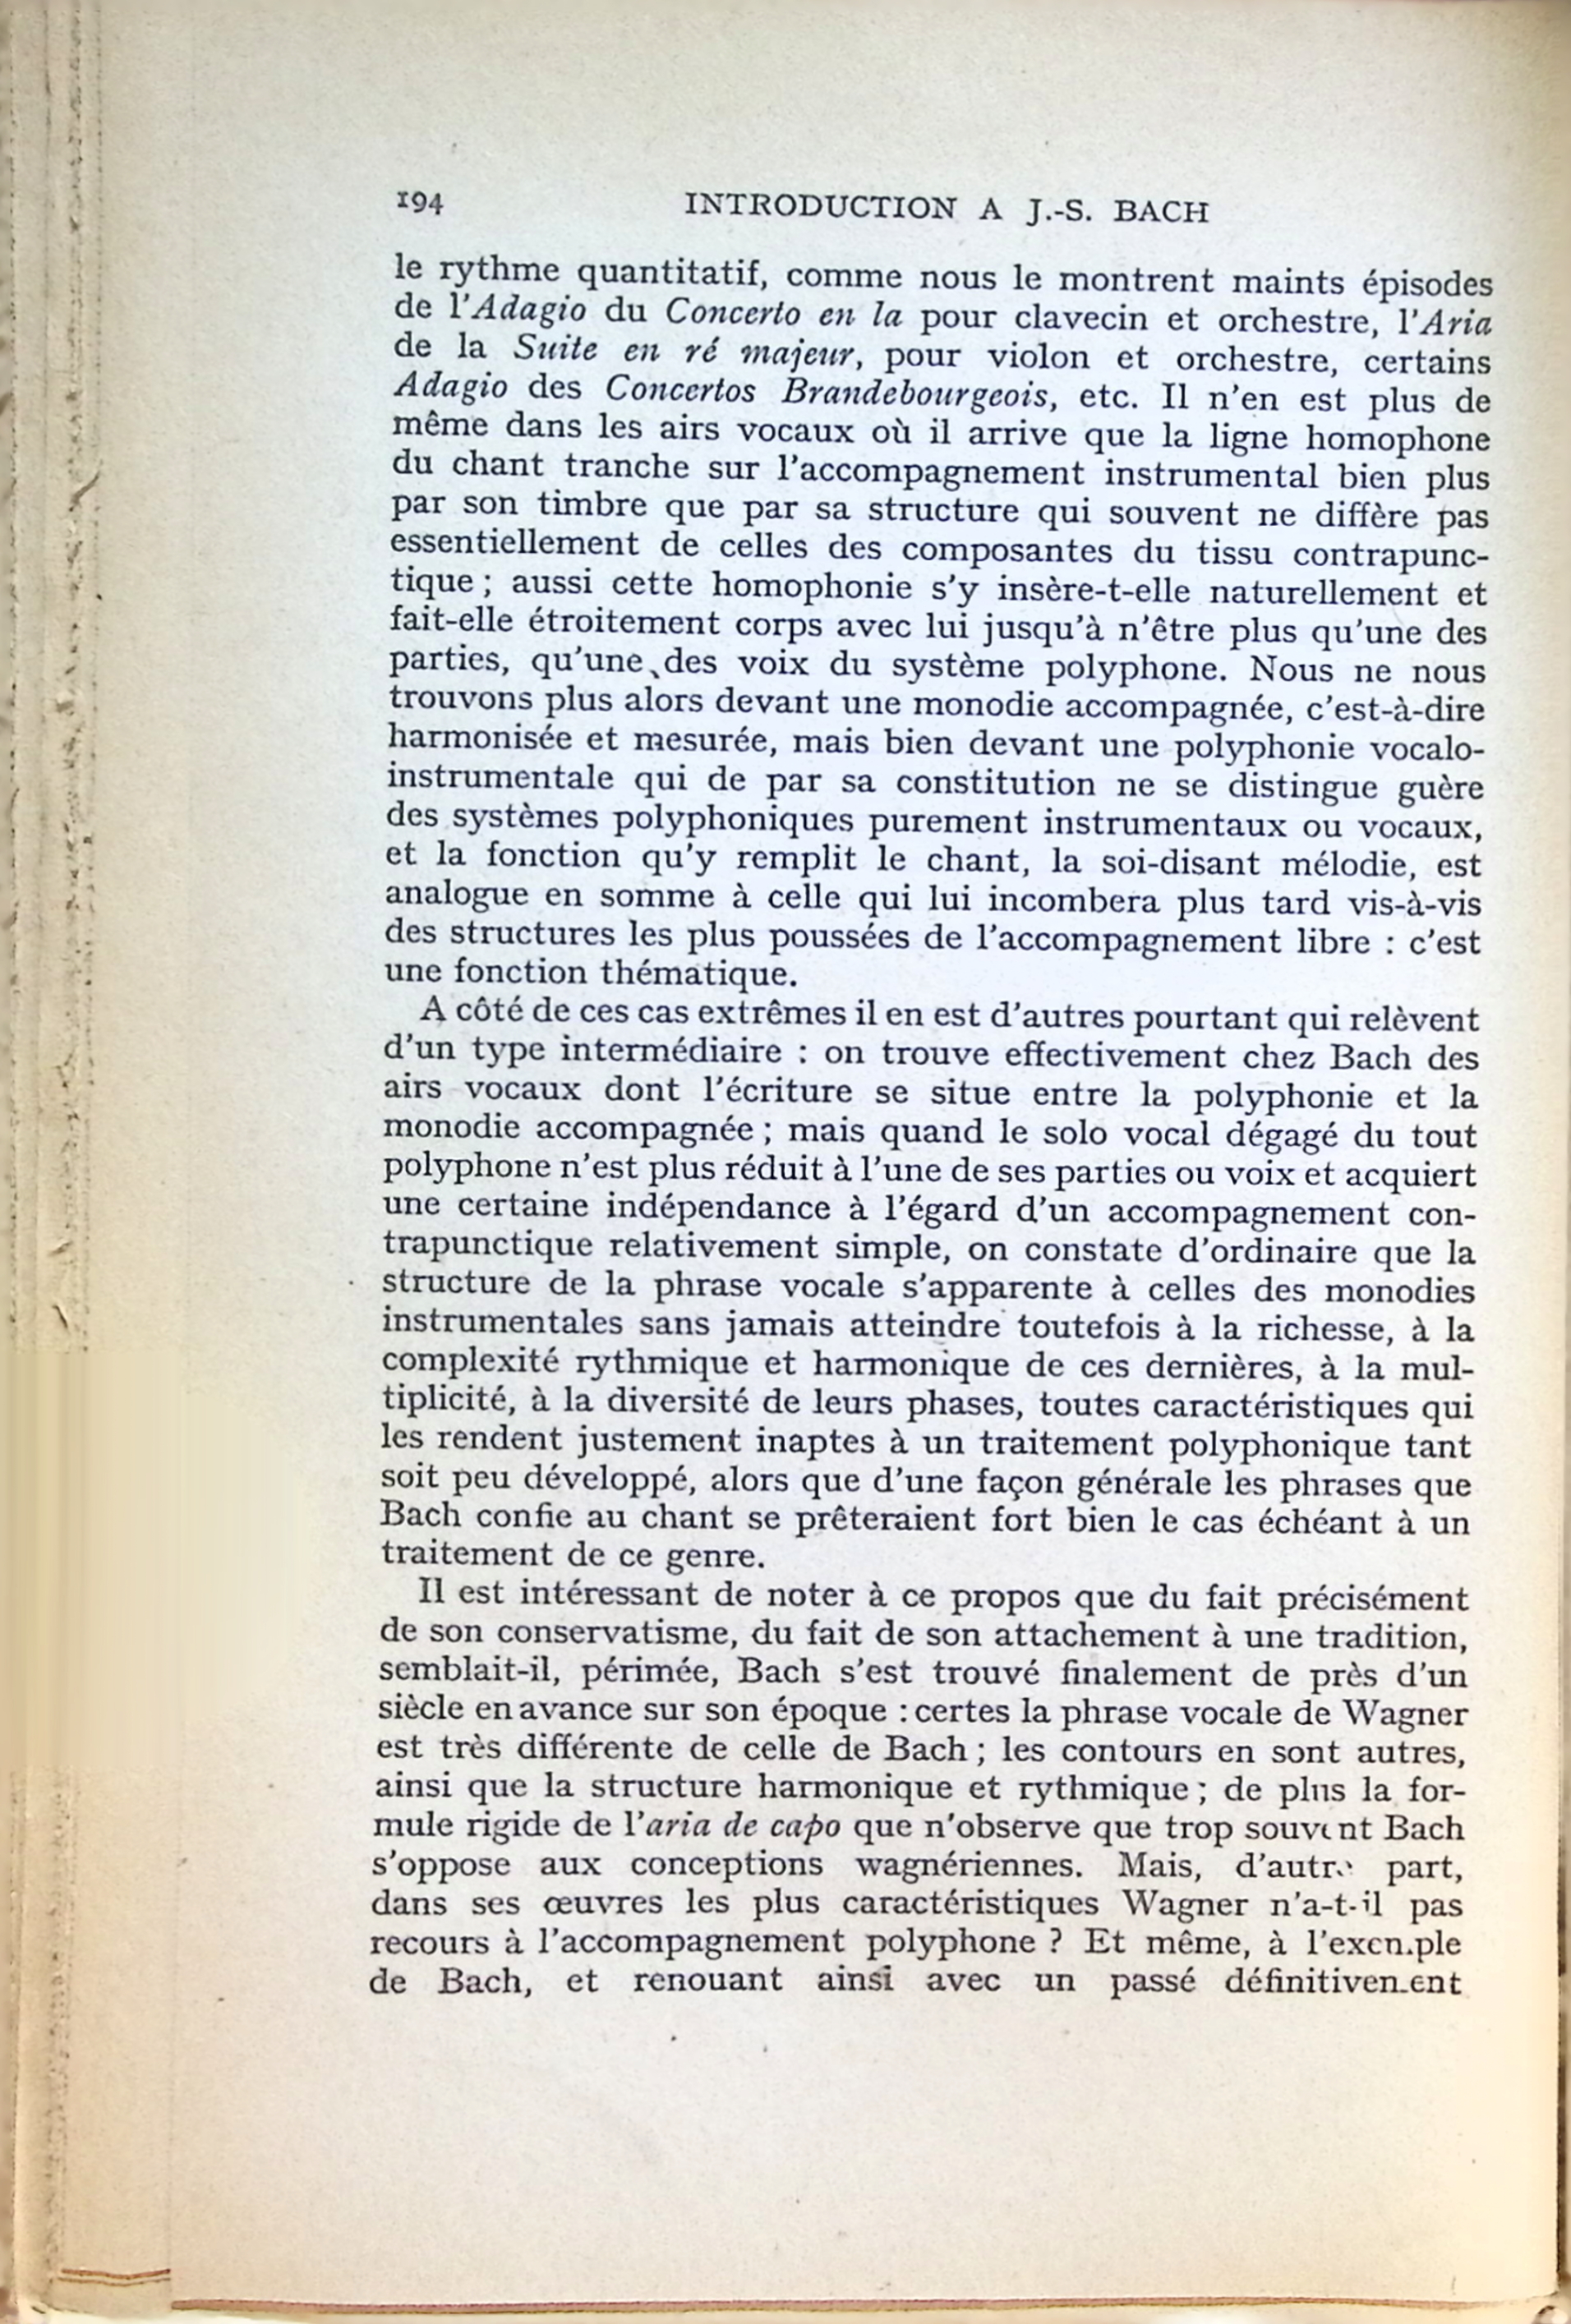 194 INTRODUCTION A J.-S. BACH
le rythme quantitatif, comme nous le montrent maints épisodes
de l'Adagio du Concerto en la pour clavecin et orchestre, l'Aria
de la Suite en ré majeur, pour violon et orchestre, certains
Adagio des Concertos Brandebourgeois, etc. Il n'en est plus de
même dans les airs vocaux où il arrive que la ligne homophone
du chant tranche sur l'accompagnement instrumental bien plus
par son timbre que par sa structure qui souvent ne diffère pas
essentiellement de celles des composantes du tissu contrapunc-
tique ; aussi cette homophonie s'y insère-t-elle naturellement et
fait-elle étroitement corps avec lui jusqu'à n'être plus qu'une des
parties, qu'une des voix du système polyphone. Nous ne nous
trouvons plus alors devant une monodie accompagnée, c'est-à-dire
harmonisée et mesurée, mais bien devant une polyphonie vocalo-
instrumentale qui de par sa constitution ne se distingue guère
des systèmes polyphoniques purement instrumentaux ou vocaux,
et la fonction qu'y remplit le chant, la soi-disant mélodie, est
analogue en somme à celle qui lui incombera plus tard vis-à-vis
des structures les plus poussées de l'accompagnement libre : c'est
une fonction thématique.
A côté de ces cas extrêmes il en est d'autres pourtant qui relèvent
d'un type intermédiaire : on trouve effectivement chez Bach des
airs vocaux dont l'écriture se situe entre la polyphonie et la
monodie accompagnée ; mais quand le solo vocal dégagé du tout
polyphone n'est plus réduit à l'une de ses parties ou voix et acquiert
une certaine indépendance à l'égard d'un accompagnement con-
trapunctique relativement simple, on constate d'ordinaire que la
structure de la phrase vocale s'apparente à celles des monodies
instrumentales sans jamais atteindre toutefois à la richesse, à la
complexité rythmique et harmonique de ces dernières, à la mul-
tiplicité, à la diversité de leurs phases, toutes caractéristiques qui
les rendent justement inaptes à un traitement polyphonique tant
soit peu développé, alors que d'une façon générale les phrases que
Bach confie au chant se prêteraient fort bien le cas échéant à un
traitement de ce genre.
Il est intéressant de noter à ce propos que du fait précisément
de son conservatisme, du fait de son attachement à une tradition,
semblait-il, périmée, Bach s'est trouvé finalement de près d'un
siècle en avance sur son époque : certes la phrase vocale de Wagner
est très différente de celle de Bach ; les contours en sont autres,
ainsi que la structure harmonique et rythmique ; de plus la for-
mule rigide de l'aria de capo que n'observe que trop souvent Bach
s'oppose aux conceptions wagnériennes. Mais, d'autre part,
dans ses œuvres les plus caractéristiques Wagner n'a-t-il pas
recours à l'accompagnement polyphone ? Et même, à l'exemple
de Bach, et renouant ainsi avec un passé définitivement